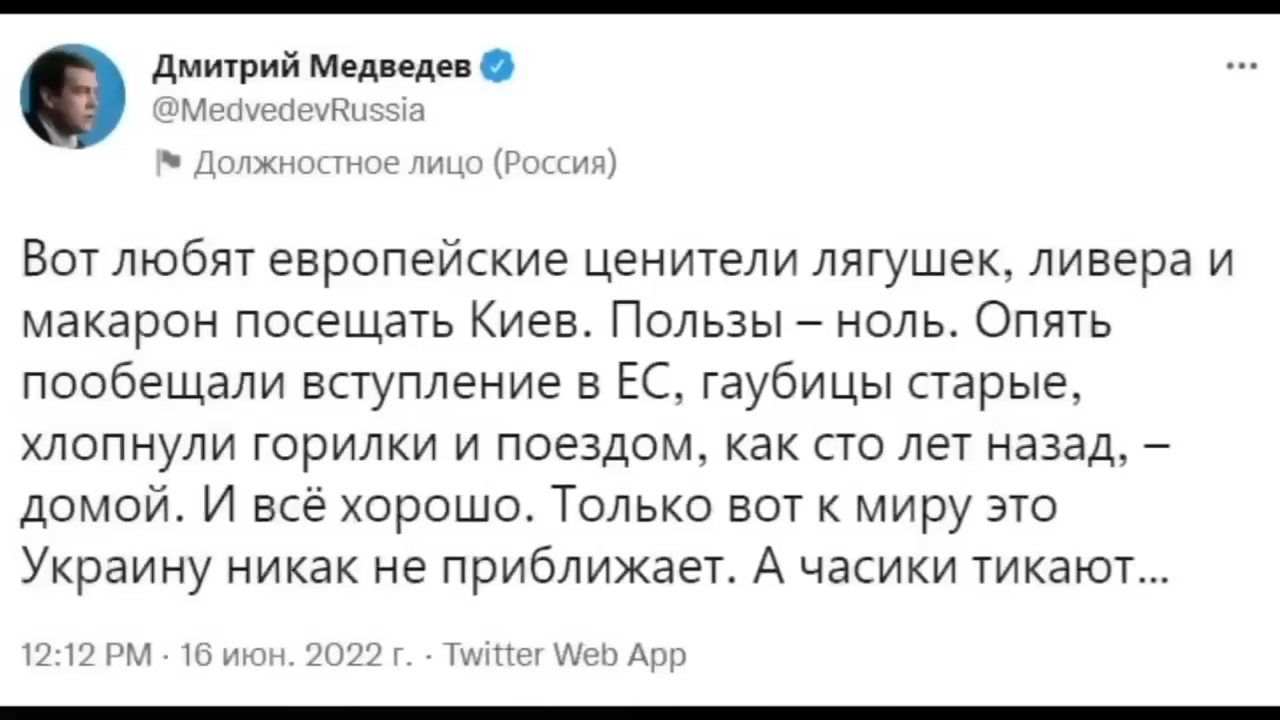 Дмитрий Медведев
@MedvedevRussia
Должностное лицо (Россия)
Вот любят европейские ценители лягушек, ливера и
макарон посещать Киев. Пользы – ноль. Опять
пообещали вступление в ЕС, гаубицы старые,
хлопнули горилки и поездом, как сто лет назад, –
домой. И всё хорошо. Только вот к миру это
Украину никак не приближает. А часики тикают...
12:12 PM · 16 июн. 2022 г. · Twitter Web App